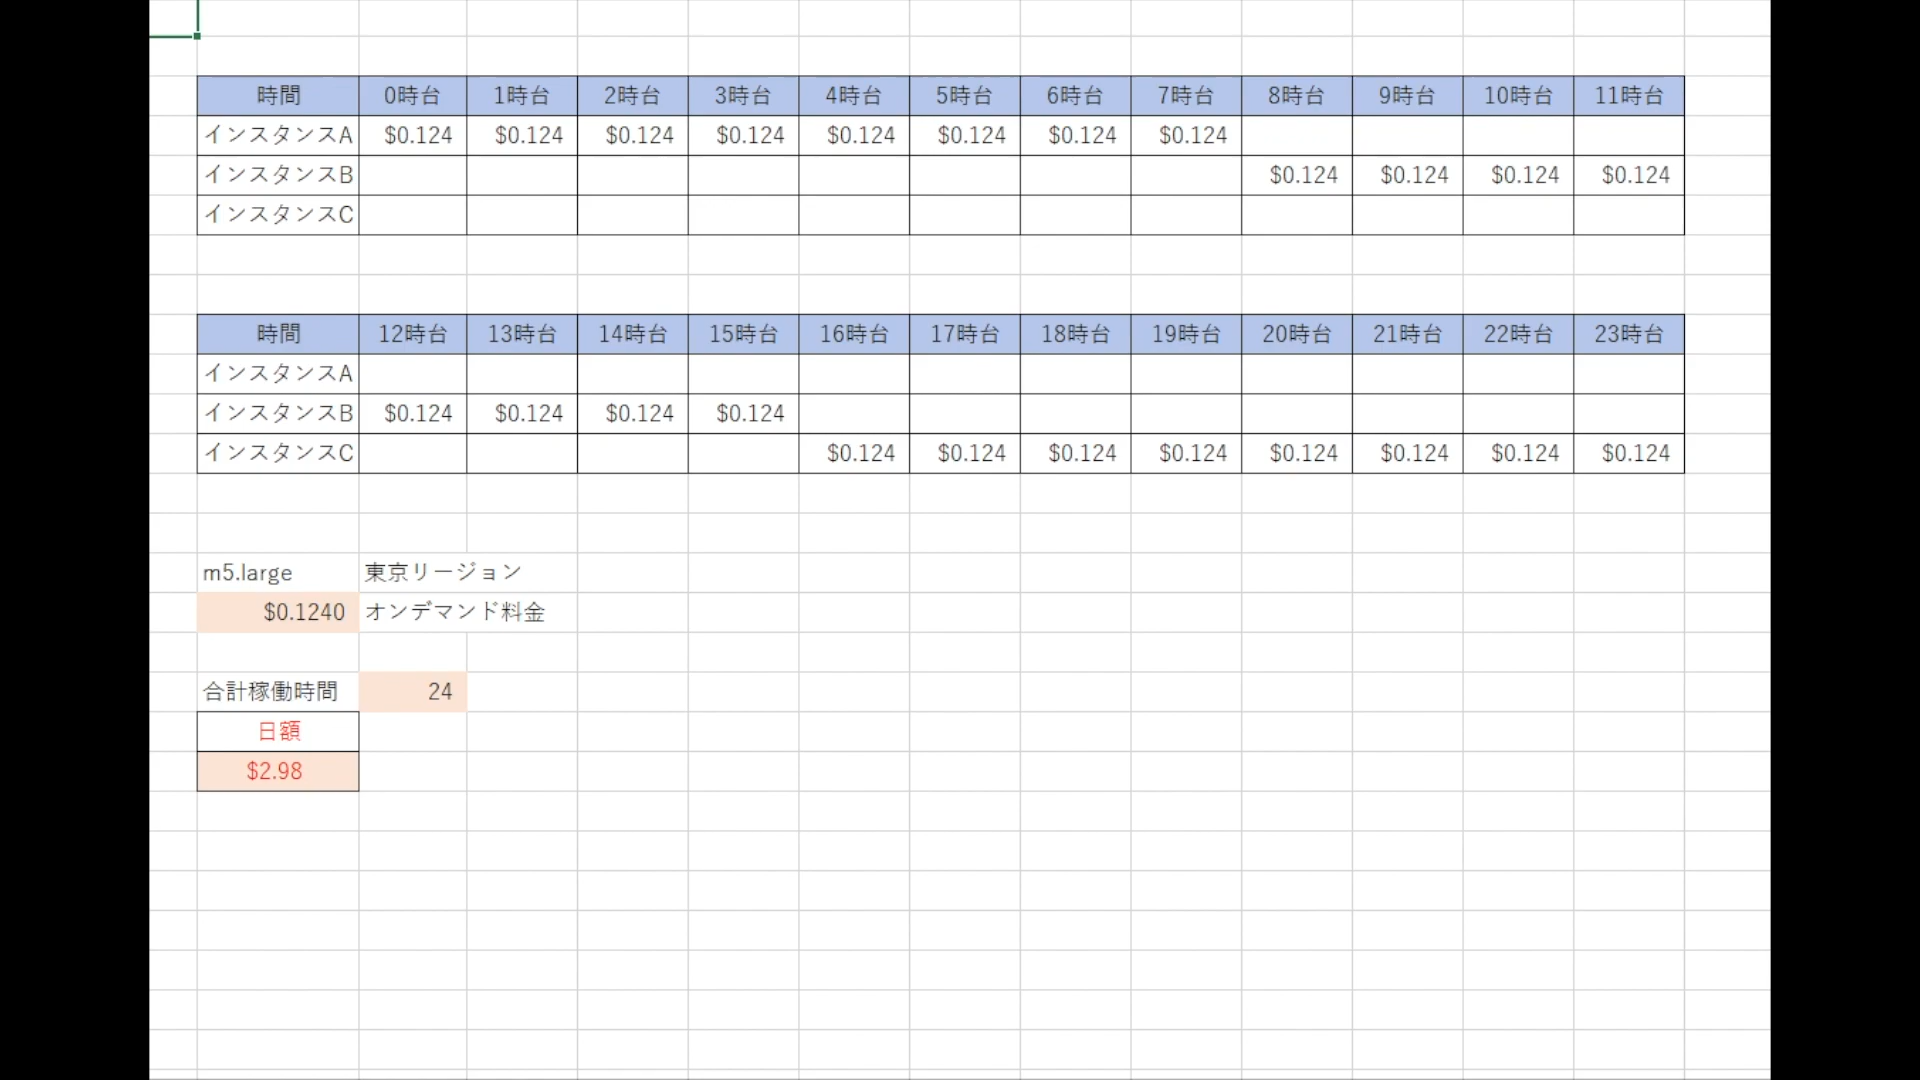 時間 0時台 1時台 2時台 3時台 4時台 5時台 6時台 7時台 8時台 9時台 10時台 11時台
インスタンスA $0.124 $0.124 $0.124 $0.124 $0.124 $0.124 $0.124 $0.124
インスタンスB $0.124 $0.124 $0.124 $0.124
インスタンスC
時間 12時台 13時台 14時台 15時台 16時台 17時台 18時台 19時台 20時台 21時台 22時台 23時台
インスタンスA
インスタンスB $0.124 $0.124 $0.124 $0.124
インスタンスC $0.124 $0.124 $0.124 $0.124 $0.124 $0.124 $0.124 $0.124
m5.large 東京リージョン
$0.1240 オンデマンド料金
合計稼働時間 24
日額
$2.98